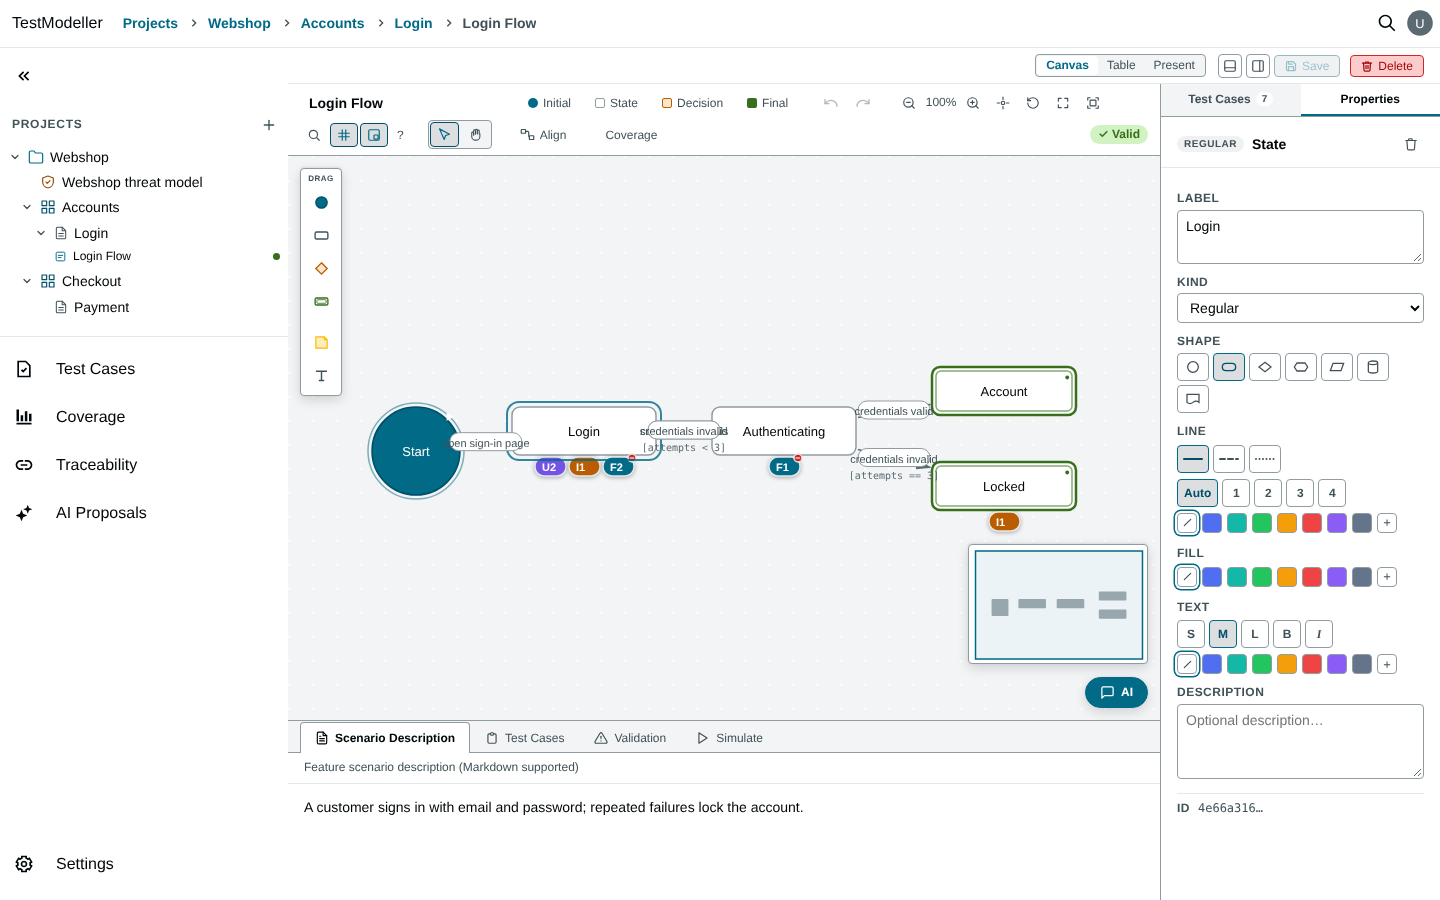 TestModeller Projects Webshop Accounts Login Login Flow U
Canvas Table Present Save Delete
PROJECTS
Webshop
Webshop threat model
Accounts
Login
Login Flow
Checkout
Payment
Test Cases
Coverage
Traceability
AI Proposals
Settings
Login Flow Initial State Decision Final 100%
? Align Coverage Valid
DRAG
Start
open sign-in page
Login
U2 I1 F2
credentials invalid
[attempts < 3]
Authenticating
F1
credentials valid
Account
credentials invalid
[attempts == 3]
Locked
I1
AI
Scenario Description Test Cases Validation Simulate
Feature scenario description (Markdown supported)
A customer signs in with email and password; repeated failures lock the account.
Test Cases 7 Properties
REGULAR State
LABEL
Login
KIND
Regular
SHAPE
LINE
Auto 1 2 3 4
+
FILL
+
TEXT
S M L B I
+
DESCRIPTION
Optional description…
ID 4e66a316…